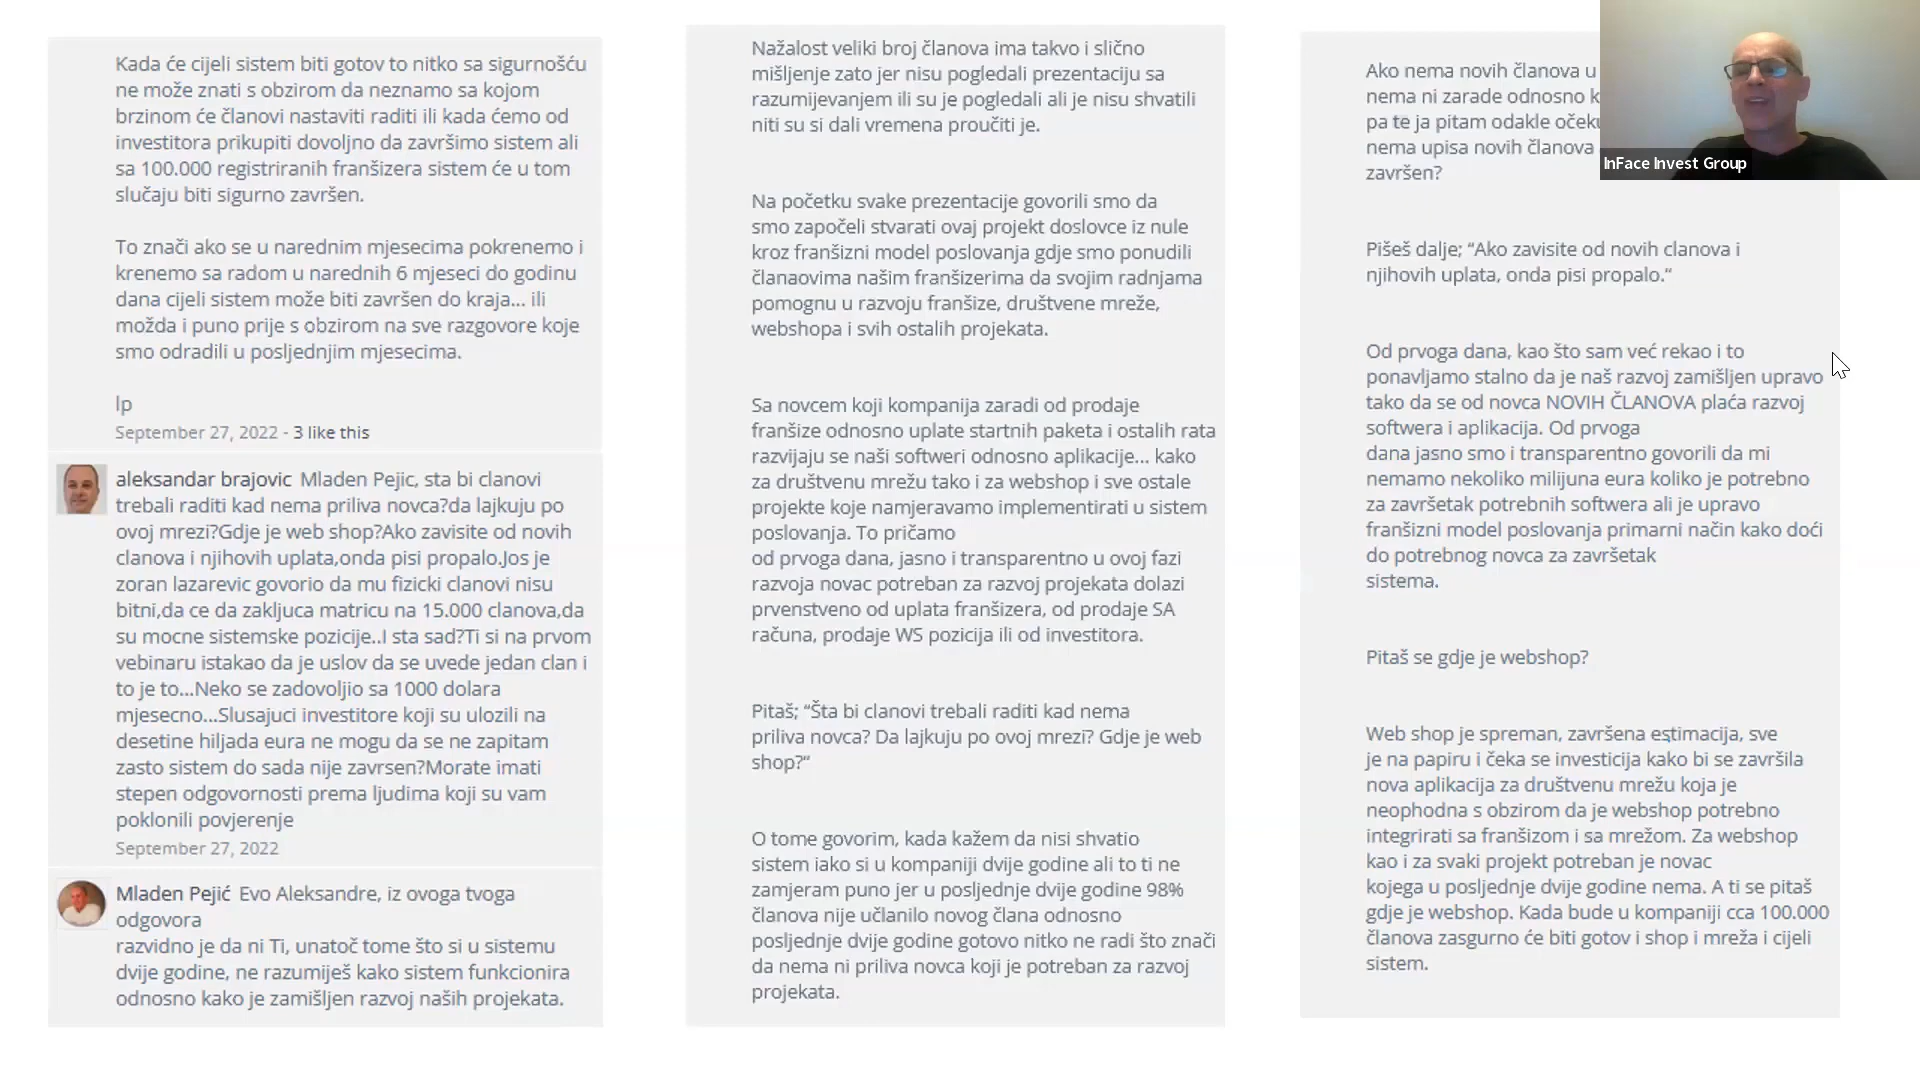 Kada će cijeli sistem biti gotov to nitko sa sigurnošću
ne može znati s obzirom da neznamo sa kojom
brzinom će članovi nastaviti raditi ili kada ćemo od
investitora prikupiti dovoljno da završimo sistem ali
sa 100.000 registriranih franšizera sistem će u tom
slučaju biti sigurno završen.
To znači ako se u narednim mjesecima pokrenemo i
krenemo sa radom u narednih 6 mjeseci do godinu
dana cijeli sistem može biti završen do kraja... ili
možda i puno prije s obzirom na sve razgovore koje
smo odradili u posljednjim mjesecima.
lp
September 27, 2022 - 3 like this
aleksandar brajovic Mladen Pejic, sta bi clanovi
trebali raditi kad nema priliva novca?da lajkuju po
ovoj mrezi?Gdje je web shop?Ako zavisite od novih
clanova i njihovih uplata,onda pisi propalo.Jos je
zoran lazarevic govorio da mu fizicki clanovi nisu
bitni,da ce da zakljuca matricu na 15.000 clanova,da
su mocne sistemske pozicije..I sta sad?Ti si na prvom
vebinaru istakao da je uslov da se uvede jedan clan i
to je to...Neko se zadovoljio sa 1000 dolara
mjesecno...Slusajuci investitore koji su ulozili na
desetine hiljada eura ne mogu da se ne zapitam
zasto sistem do sada nije zavrsen?Morate imati
stepen odgovornosti prema ljudima koji su vam
poklonili povjerenje
September 27, 2022
Mladen Pejić Evo Aleksandre, iz ovoga tvoga
odgovora
razvidno je da ni Ti, unatoč tome što si u sistemu
dvije godine, ne razumiješ kako sistem funkcionira
odnosno kako je zamišljen razvoj naših projekata.
Nažalost veliki broj članova ima takvo i slično
mišljenje zato jer nisu pogledali prezentaciju sa
razumijevanjem ili su je pogledali ali je nisu shvatili
niti su si dali vremena proučiti je.
Na početku svake prezentacije govorili smo da
smo započeli stvarati ovaj projekt doslovce iz nule
kroz franšizni model poslovanja gdje smo ponudili
članaovima našim franšizerima da svojim radnjama
pomognu u razvoju franšize, društvene mreže,
webshopa i svih ostalih projekata.
Sa novcem koji kompanija zaradi od prodaje
franšize odnosno uplate startnih paketa i ostalih rata
razvijaju se naši softweri odnosno aplikacije... kako
za društvenu mrežu tako i za webshop i sve ostale
projekte koje namjeravamo implementirati u sistem
poslovanja. To pričamo
od prvoga dana, jasno i transparentno u ovoj fazi
razvoja novac potreban za razvoj projekata dolazi
prvenstveno od uplata franšizera, od prodaje SA
računa, prodaje WS pozicija ili od investitora.
Pitaš; “Šta bi clanovi trebali raditi kad nema
priliva novca? Da lajkuju po ovoj mrezi? Gdje je web
shop?“
O tome govorim, kada kažem da nisi shvatio
sistem iako si u kompaniji dvije godine ali to ti ne
zamjeram puno jer u posljednje dvije godine 98%
članova nije učlanilo novog člana odnosno
posljednje dvije godine gotovo nitko ne radi što znači
da nema ni priliva novca koji je potreban za razvoj
projekata.
Ako nema novih članova u
nema ni zarade odnosno
pa te ja pitam odakle
nema upisa novih članova
završen?
Pišeš dalje; “Ako zavisite od novih clanova i
njihovih uplata, onda pisi propalo.“
Od prvoga dana, kao što sam već rekao i to
ponavljamo stalno da je naš razvoj zamišljen upravo
tako da se od novca NOVIH ČLANOVA plaća razvoj
softwera i aplikacija. Od prvoga
dana jasno smo i transparentno govorili da mi
nemamo nekoliko milijuna eura koliko je potrebno
za završetak potrebnih softwera ali je upravo
franšizni model poslovanja primarni način kako doći
do potrebnog novca za završetak
sistema.
Pitaš se gdje je webshop?
Web shop je spreman, završena estimacija, sve
je na papiru i čeka se investicija kako bi se završila
nova aplikacija za društvenu mrežu koja je
neophodna s obzirom da je webshop potrebno
integrirati sa franšizom i sa mrežom. Za webshop
kao i za svaki projekt potreban je novac
kojega u posljednje dvije godine nema. A ti se pitaš
gdje je webshop. Kada bude u kompaniji cca 100.000
članova zasgurno će biti gotov i shop i mreža i cijeli
sistem.
InFace Invest Group